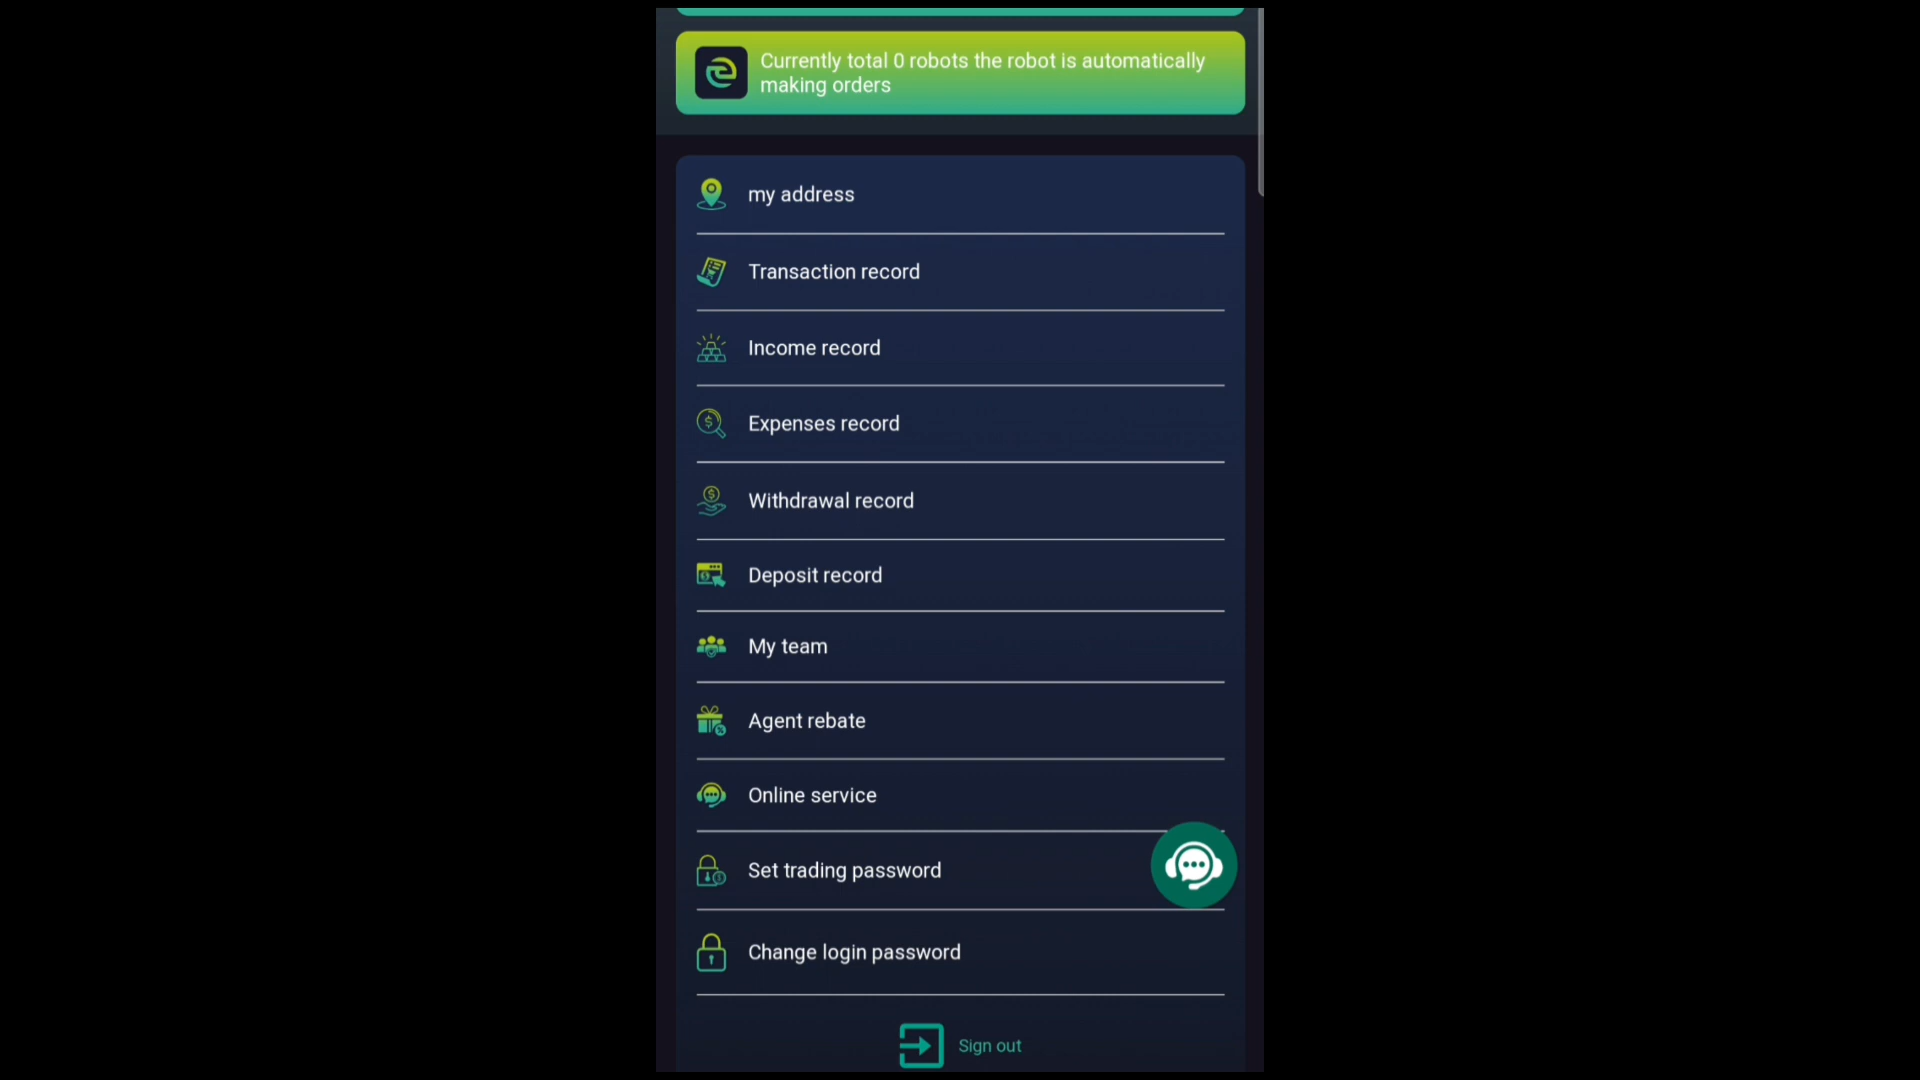 Currently total 0 robots the robot is automatically
making orders
my address
Transaction record
Income record
Expenses record
Withdrawal record
Deposit record
My team
Agent rebate
Online service
Set trading password
Change login password
Sign out